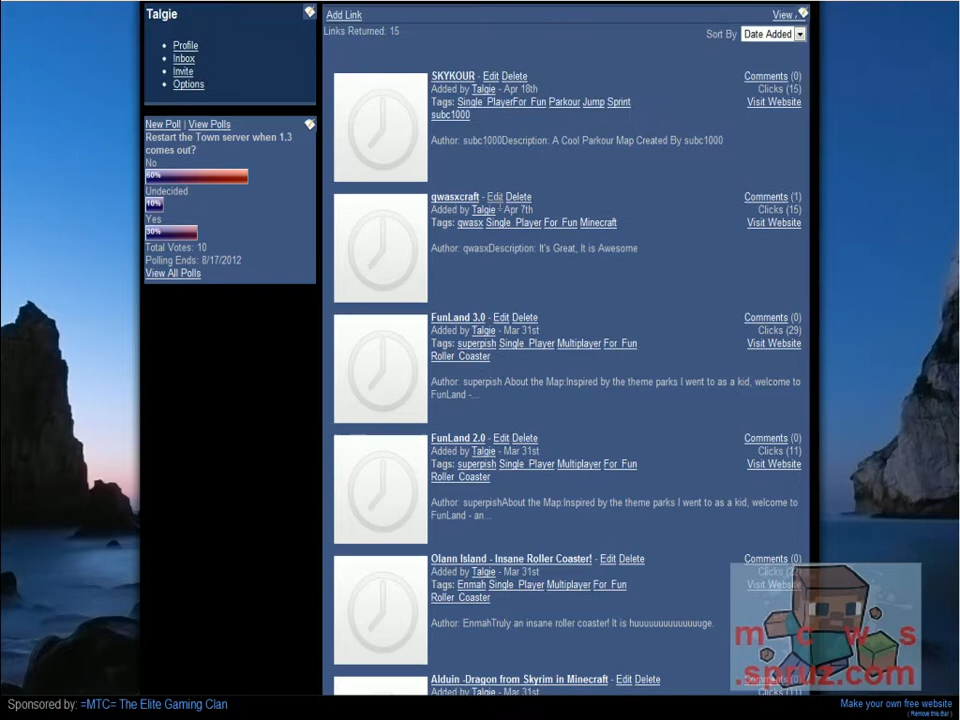 Talgie
Profile
Inbox
Invite
Options
New Poll | View Polls
Restart the Town server when 1.3
comes out?
No
60%
Undecided
10%
Yes
30%
Total Votes: 10
Polling Ends: 8/17/2012
View All Polls
Add Link
View
Links Returned: 15
Sort By Date Added
SKYKOUR - Edit Delete
Comments (0)
Added by Talgie - Apr 18th
Clicks (15)
Tags: Single_PlayerFor_Fun Parkour Jump Sprint
Visit Website
subc1000
Author: subc1000Description: A Cool Parkour Map Created By subc1000
qwasxcraft - Edit Delete
Comments (1)
Added by Talgie - Apr 7th
Clicks (15)
Tags: qwasx Single_Player For_Fun Minecraft
Visit Website
Author: qwasxDescription: It's Great, It is Awesome
FunLand 3.0 - Edit Delete
Comments (0)
Added by Talgie - Mar 31st
Clicks (29)
Tags: superpish Single_Player Multiplayer For_Fun
Visit Website
Roller_Coaster
Author: superpish About the Map:Inspired by the theme parks I went to as a kid, welcome to
FunLand -...
FunLand 2.0 - Edit Delete
Comments (0)
Added by Talgie - Mar 31st
Clicks (11)
Tags: superpish Single_Player Multiplayer For_Fun
Visit Website
Roller_Coaster
Author: superpishAbout the Map:Inspired by the theme parks I went to as a kid, welcome to
FunLand - an...
Olann Island - Insane Roller Coaster! - Edit Delete
Comments (0)
Added by Talgie - Mar 31st
Clicks
Tags: Enmah Single_Player Multiplayer For_Fun
Visit Website
Roller_Coaster
Author: EnmahTruly an insane roller coaster! It is huuuuuuuuuuuuuge.
mcws
.spruz.com
Alduin -Dragon from Skyrim in Minecraft - Edit Delete
Comments (0)
Added by Talgie - Mar 31st
Clicks (11)
Sponsored by: =MTC= The Elite Gaming Clan
Make your own free website
[ Remove this Bar ]